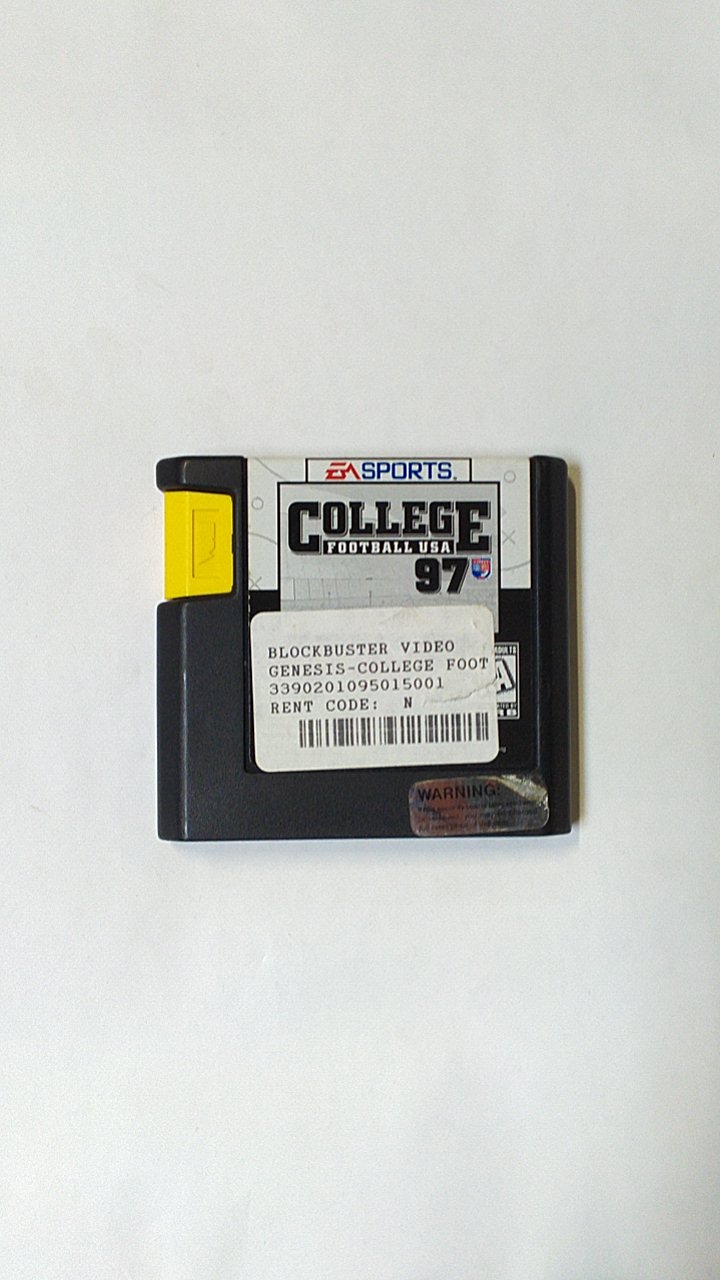 EA SPORTS
COLLEGE
FOOTBALL USA
97
BLOCKBUSTER VIDEO
GENESIS-COLLEGE FOOT
3390201095015001
RENT CODE: N
WARNING: